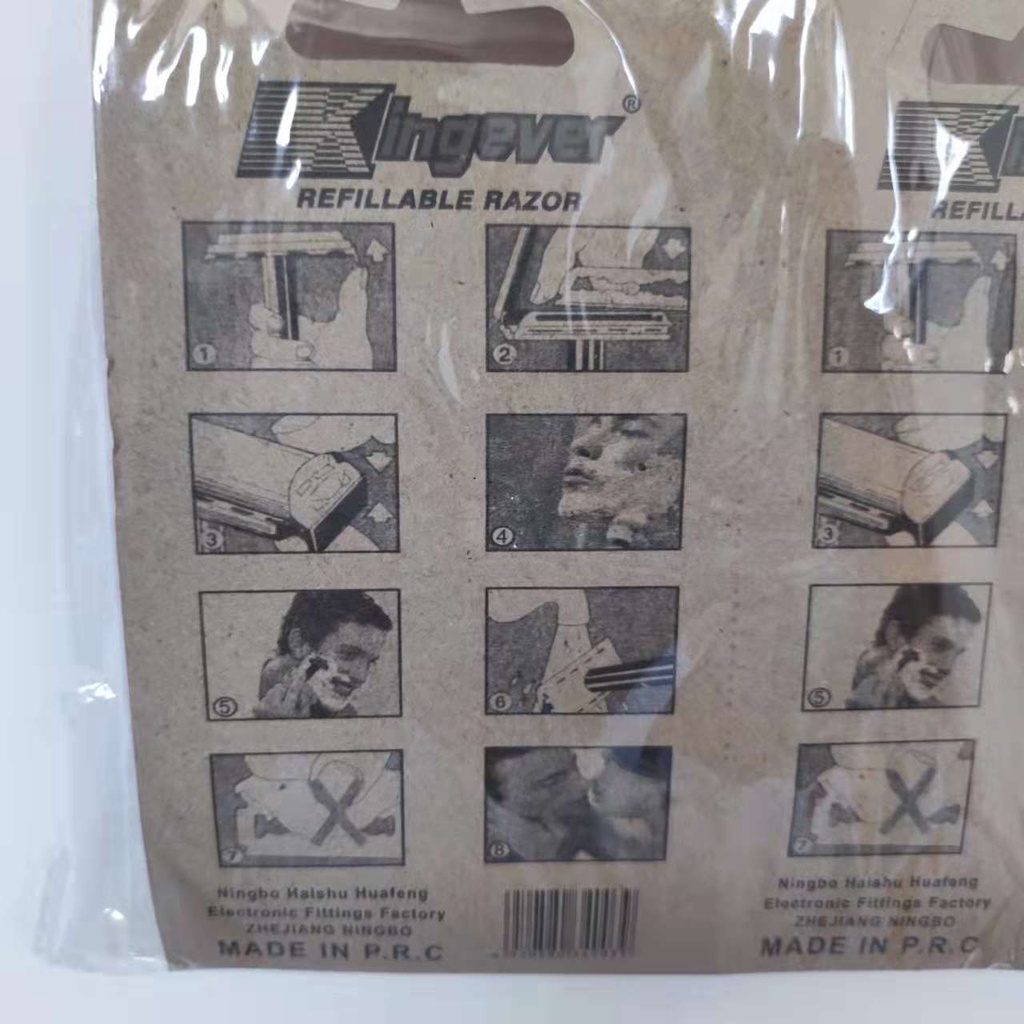 Kingever®
REFILLABLE RAZOR
1
2
3
4
5
6
7
8
Ningbo Haishu Huafeng
Electronic Fittings Factory
ZHEJIANG NINGBO
MADE IN P.R.C
REFILLA
1
3
5
7
Ningbo Haishu Huafeng
Electronic Fittings Factory
ZHEJIANG NINGBO
MADE IN P.R.C